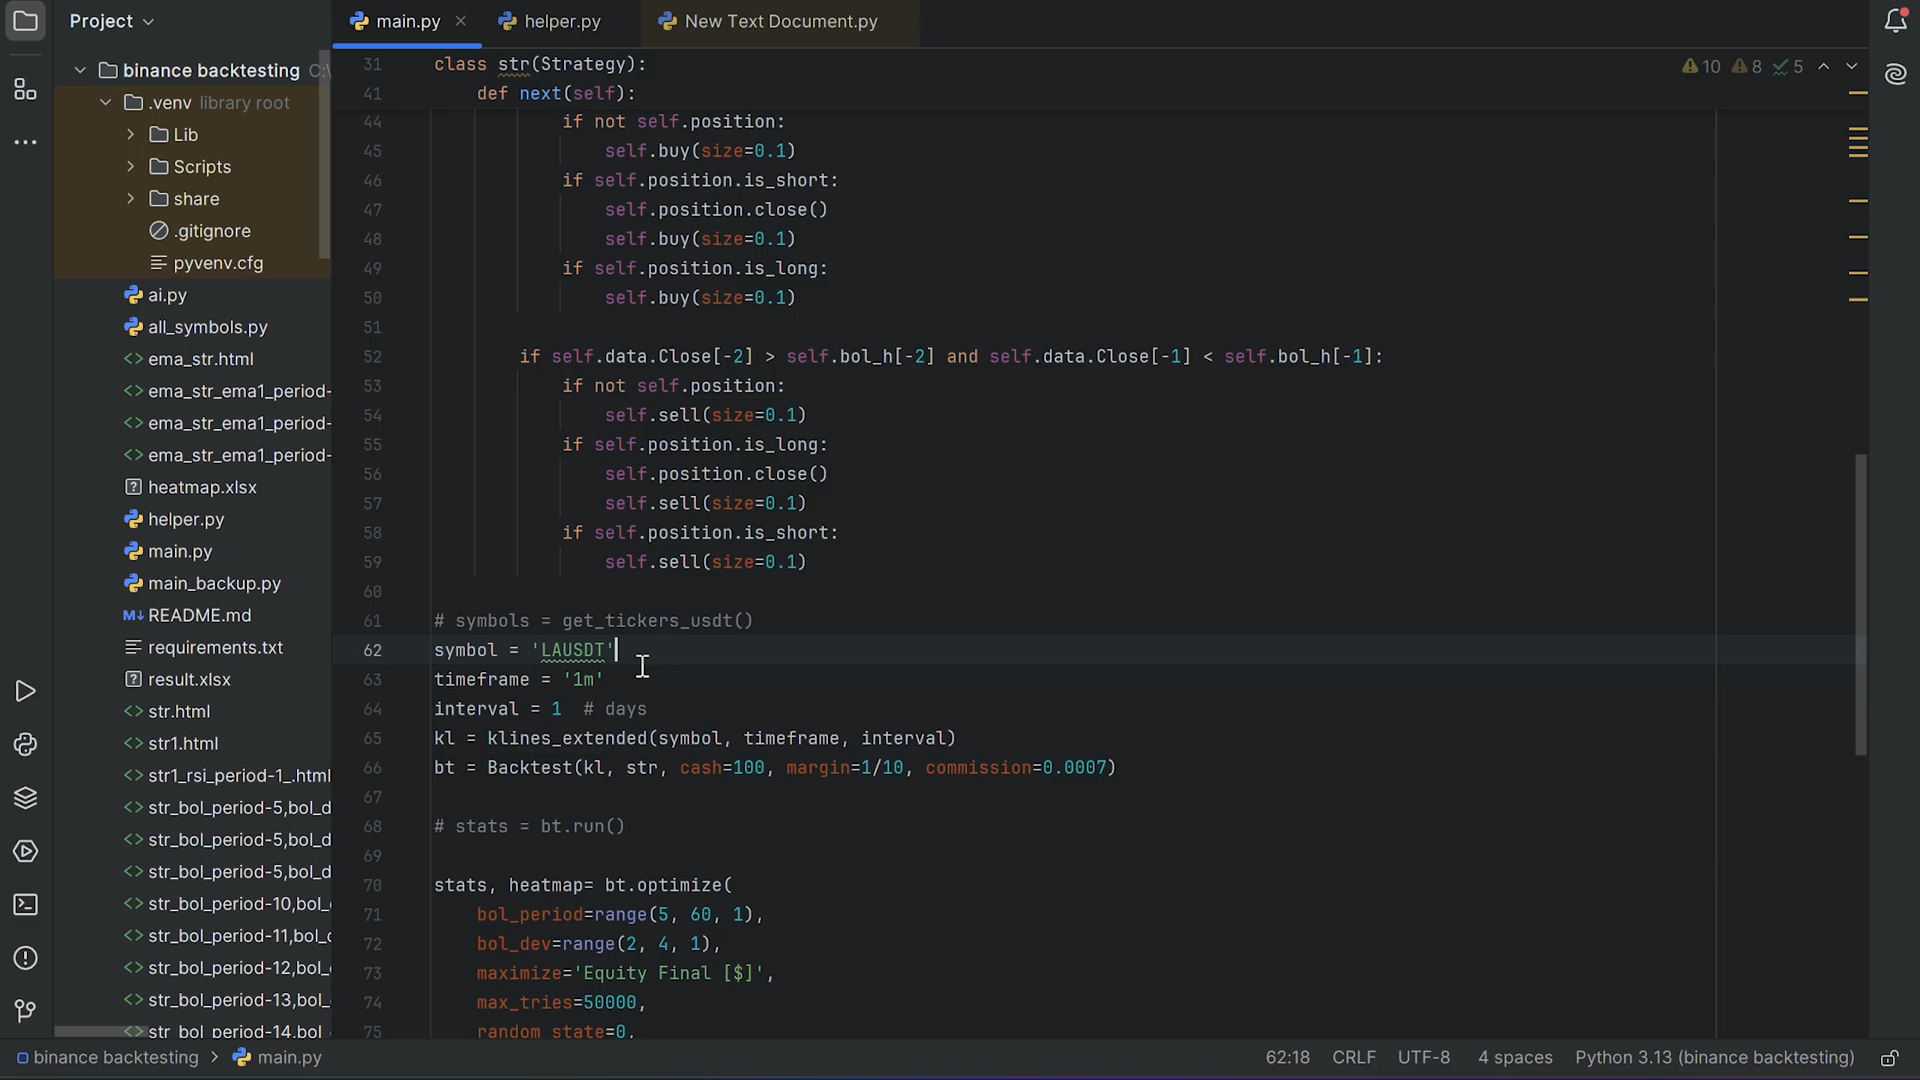 Project
main.py
helper.py
New Text Document.py
binance backtesting C:\
.venv library root
Lib
Scripts
share
.gitignore
pyvenv.cfg
ai.py
all_symbols.py
ema_str.html
ema_str_ema1_period-
ema_str_ema1_period-
ema_str_ema1_period-
heatmap.xlsx
helper.py
main.py
main_backup.py
README.md
requirements.txt
result.xlsx
str.html
str1.html
str1_rsi_period-1_.html
str_bol_period-5,bol_d
str_bol_period-5,bol_d
str_bol_period-5,bol_d
str_bol_period-10,bol_
str_bol_period-11,bol_
str_bol_period-12,bol_
str_bol_period-13,bol_
str_bol_period-14,bol_
10 8 5
31 class str(Strategy):
41 def next(self):
44 if not self.position:
45 self.buy(size=0.1)
46 if self.position.is_short:
47 self.position.close()
48 self.buy(size=0.1)
49 if self.position.is_long:
50 self.buy(size=0.1)
51
52 if self.data.Close[-2] > self.bol_h[-2] and self.data.Close[-1] < self.bol_h[-1]:
53 if not self.position:
54 self.sell(size=0.1)
55 if self.position.is_long:
56 self.position.close()
57 self.sell(size=0.1)
58 if self.position.is_short:
59 self.sell(size=0.1)
60
61 # symbols = get_tickers_usdt()
62 symbol = 'LAUSDT'
63 timeframe = '1m'
64 interval = 1 # days
65 kl = klines_extended(symbol, timeframe, interval)
66 bt = Backtest(kl, str, cash=100, margin=1/10, commission=0.0007)
67
68 # stats = bt.run()
69
70 stats, heatmap= bt.optimize(
71 bol_period=range(5, 60, 1),
72 bol_dev=range(2, 4, 1),
73 maximize='Equity Final [$]',
74 max_tries=50000,
75 random_state=0,
binance backtesting > main.py
62:18 CRLF UTF-8 4 spaces Python 3.13 (binance backtesting)